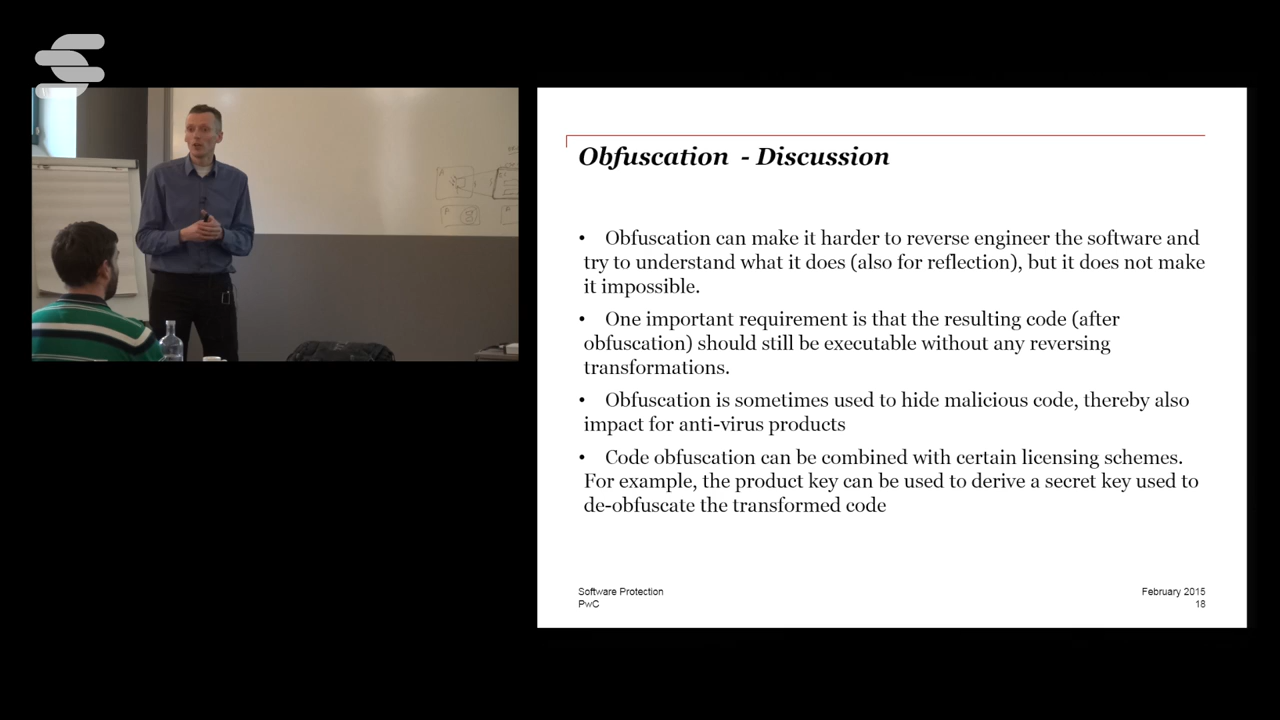 Obfuscation - Discussion
• Obfuscation can make it harder to reverse engineer the software and
try to understand what it does (also for reflection), but it does not make
it impossible.
• One important requirement is that the resulting code (after
obfuscation) should still be executable without any reversing
transformations.
• Obfuscation is sometimes used to hide malicious code, thereby also
impact for anti-virus products
• Code obfuscation can be combined with certain licensing schemes.
For example, the product key can be used to derive a secret key used to
de-obfuscate the transformed code
Software Protection
PwC
February 2015
18